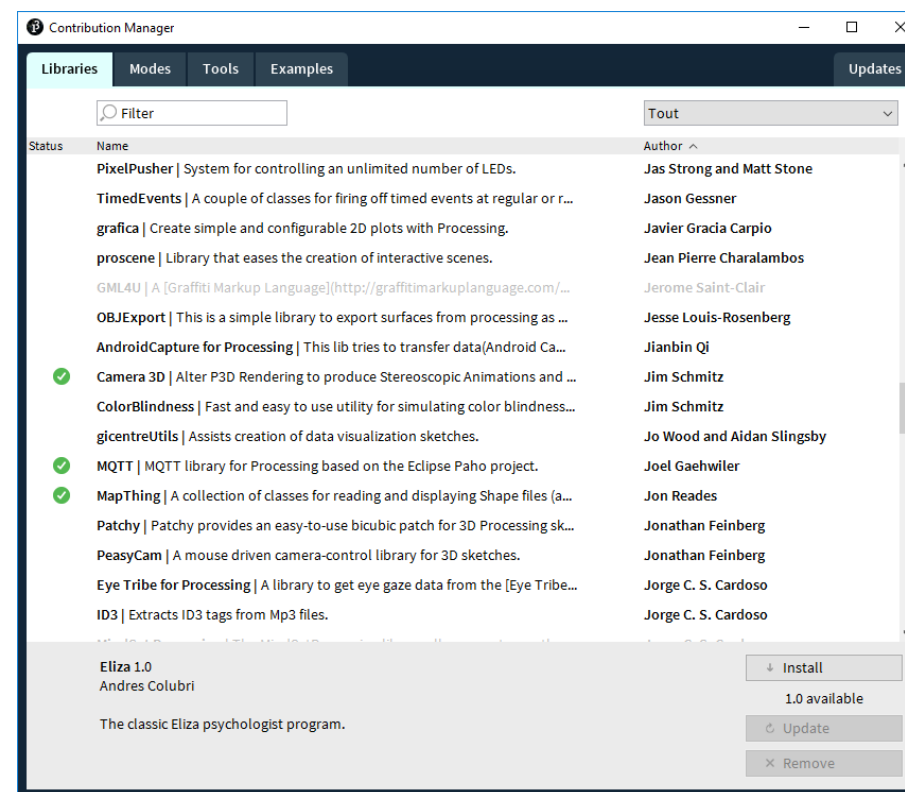 Contribution Manager
Libraries Modes Tools Examples Updates
Filter Tout
Status Name Author
PixelPusher | System for controlling an unlimited number of LEDs. Jas Strong and Matt Stone
TimedEvents | A couple of classes for firing off timed events at regular or r... Jason Gessner
grafica | Create simple and configurable 2D plots with Processing. Javier Gracia Carpio
proscene | Library that eases the creation of interactive scenes. Jean Pierre Charalambos
GML4U | A [Graffiti Markup Language](http://graffitimarkuplanguage.com/... Jerome Saint-Clair
OBJExport | This is a simple library to export surfaces from processing as ... Jesse Louis-Rosenberg
AndroidCapture for Processing | This lib tries to transfer data(Android Ca... Jianbin Qi
Camera 3D | Alter P3D Rendering to produce Stereoscopic Animations and ... Jim Schmitz
ColorBlindness | Fast and easy to use utility for simulating color blindness... Jim Schmitz
gicentreUtils | Assists creation of data visualization sketches. Jo Wood and Aidan Slingsby
MQTT | MQTT library for Processing based on the Eclipse Paho project. Joel Gaehwiler
MapThing | A collection of classes for reading and displaying Shape files (a... Jon Reades
Patchy | Patchy provides an easy-to-use bicubic patch for 3D Processing sk... Jonathan Feinberg
PeasyCam | A mouse driven camera-control library for 3D sketches. Jonathan Feinberg
Eye Tribe for Processing | A library to get eye gaze data from the [Eye Tribe... Jorge C. S. Cardoso
ID3 | Extracts ID3 tags from Mp3 files. Jorge C. S. Cardoso
Eliza 1.0 Install
Andres Colubri
1.0 available
The classic Eliza psychologist program. Update
Remove